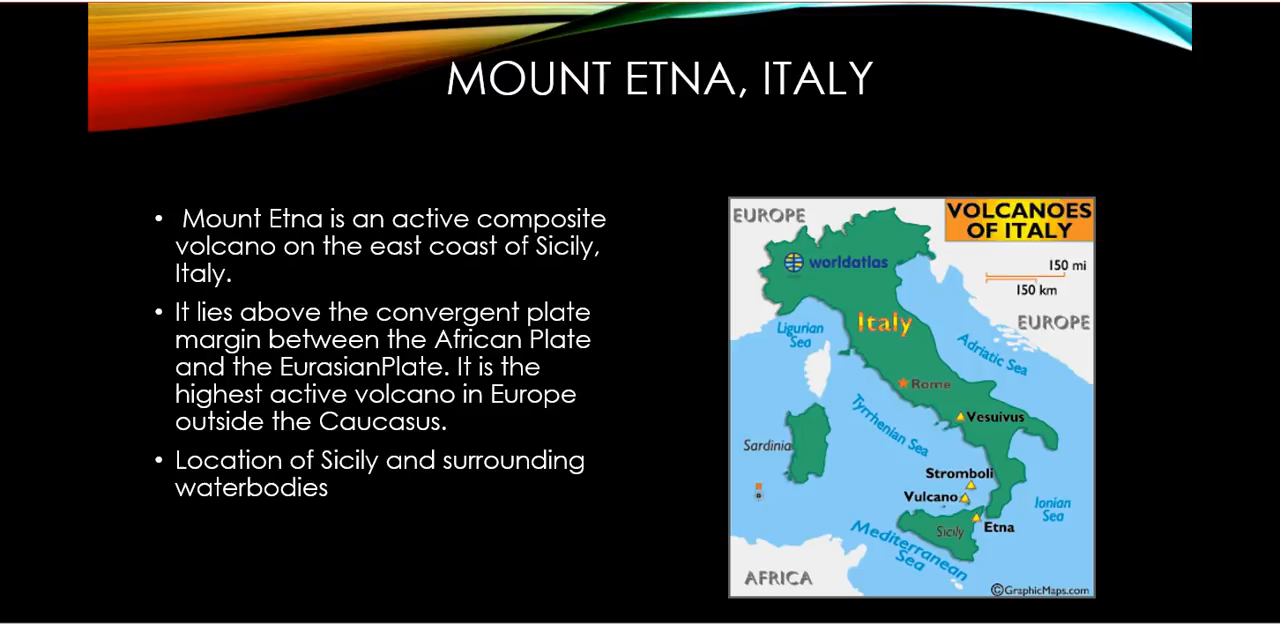 MOUNT ETNA, ITALY
• Mount Etna is an active composite
volcano on the east coast of Sicily,
Italy.
• It lies above the convergent plate
margin between the African Plate
and the EurasianPlate. It is the
highest active volcano in Europe
outside the Caucasus.
• Location of Sicily and surrounding
waterbodies
EUROPE
VOLCANOES
OF ITALY
worldatlas
150 mi
150 km
Ligurian
Sea
Italy
EUROPE
Adriatic Sea
Rome
Tyrrhenian Sea
Vesuivus
Sardinia
Stromboli
Vulcano
Ionian
Sea
Sicily
Etna
Mediterranean
Sea
AFRICA
©GraphicMaps.com